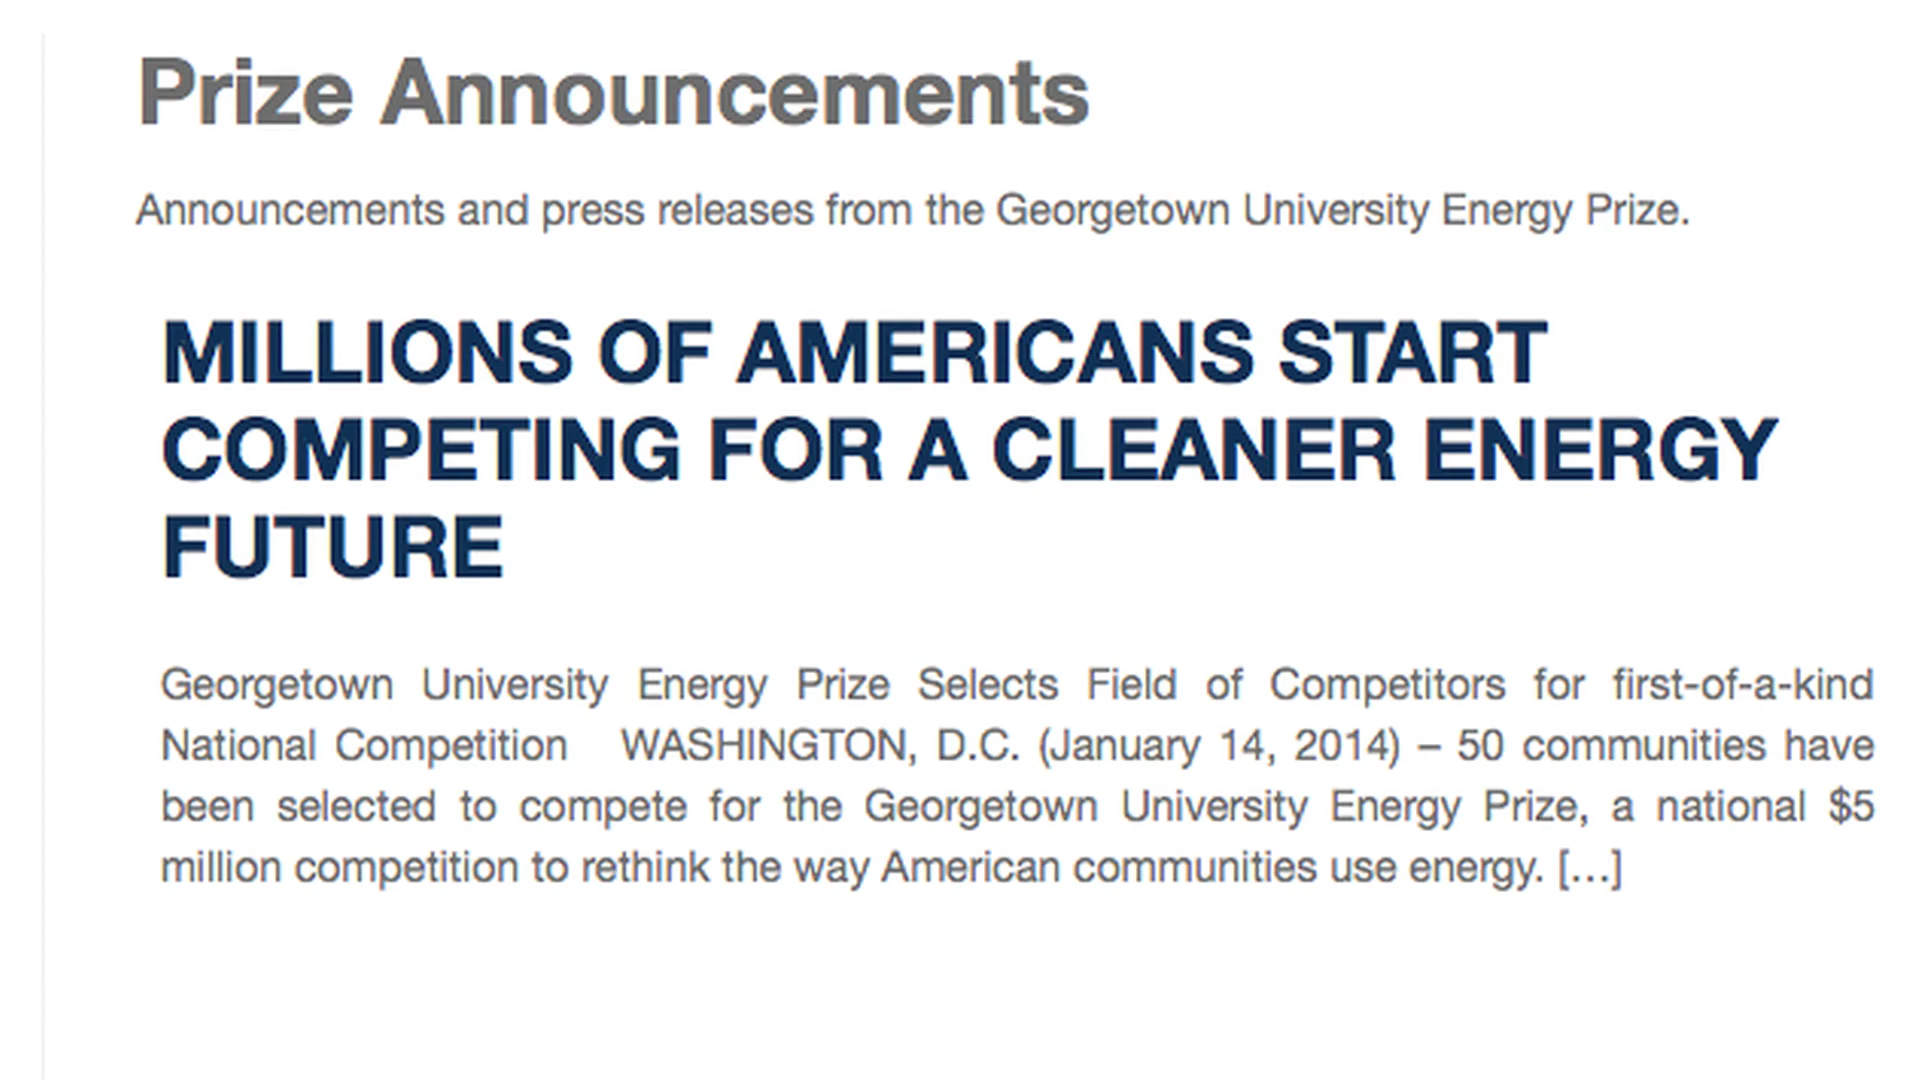 Prize Announcements
Announcements and press releases from the Georgetown University Energy Prize.
MILLIONS OF AMERICANS START
COMPETING FOR A CLEANER ENERGY
FUTURE
Georgetown University Energy Prize Selects Field of Competitors for first-of-a-kind
National Competition WASHINGTON, D.C. (January 14, 2014) – 50 communities have
been selected to compete for the Georgetown University Energy Prize, a national $5
million competition to rethink the way American communities use energy. […]